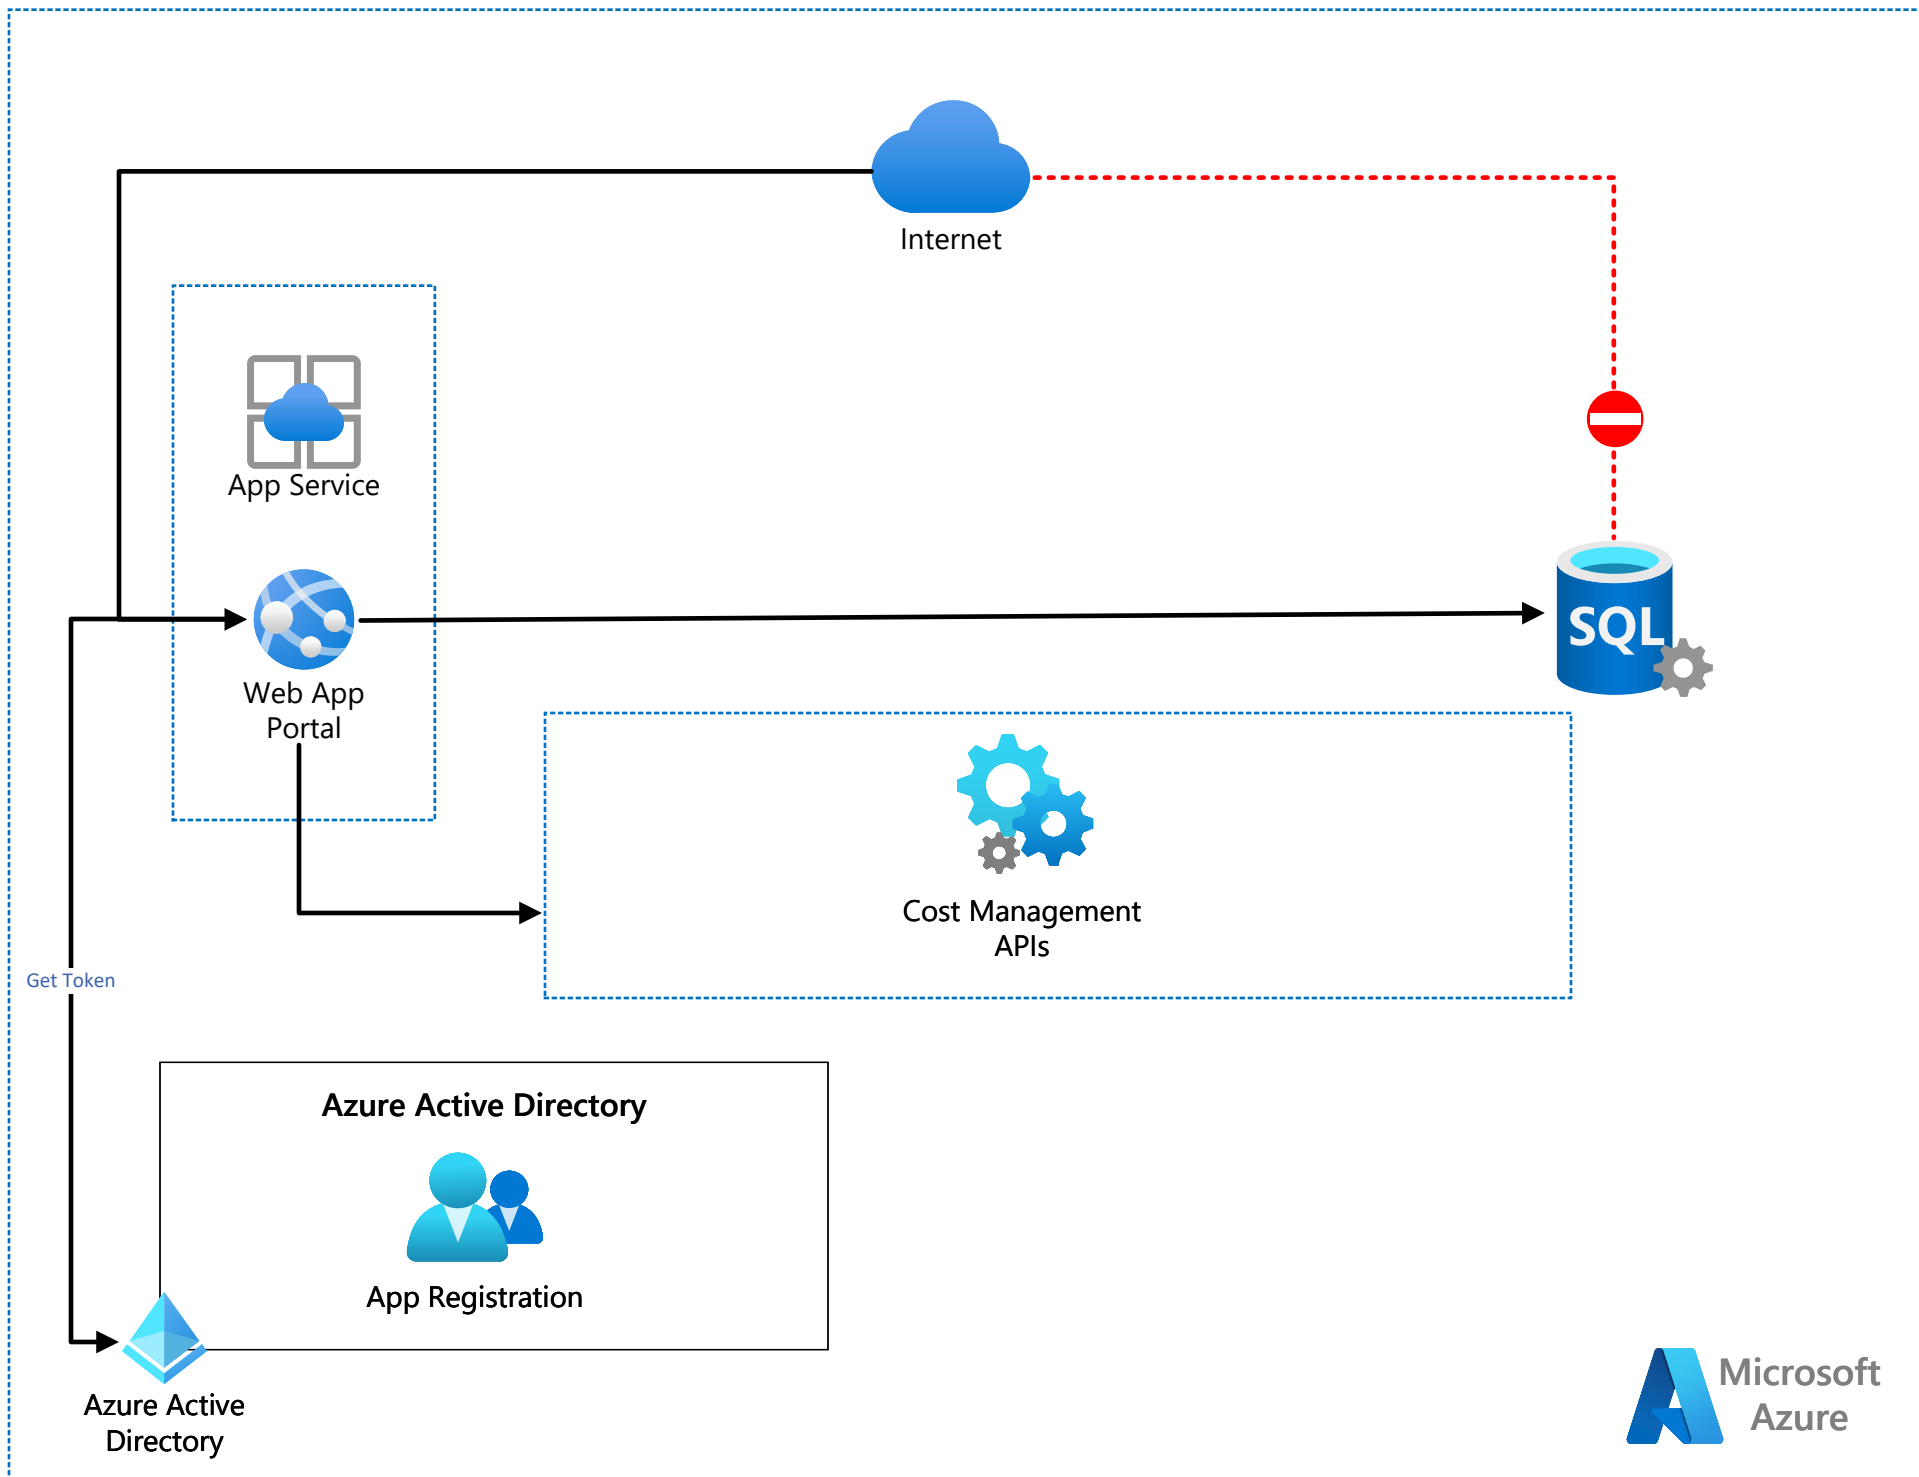 Internet
App Service
SQL
Web App
Portal
Cost Management
APIs
Get Token
Azure Active Directory
App Registration
Azure Active
Directory
Microsoft
Azure